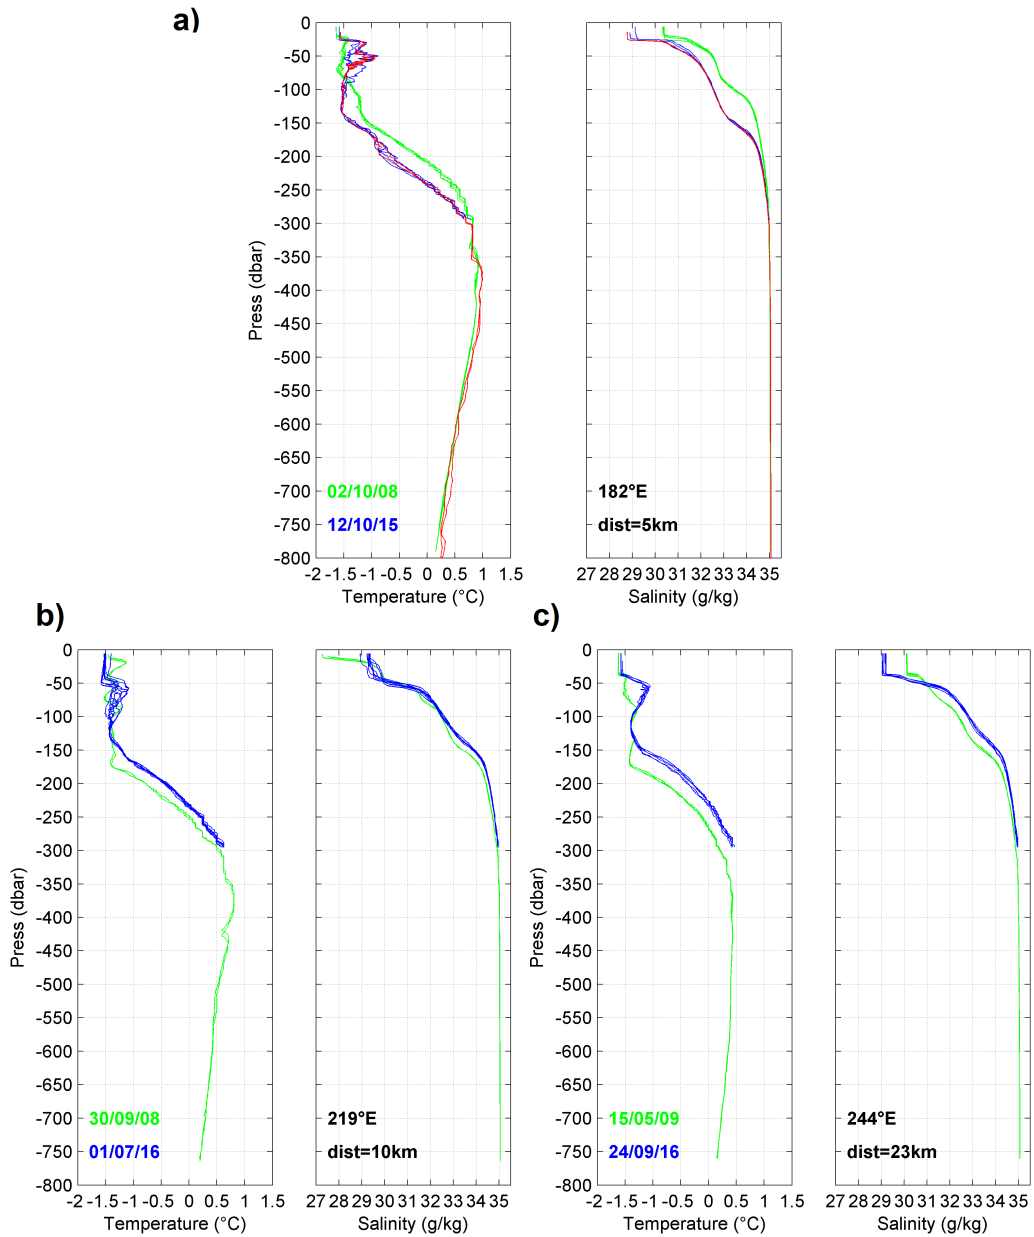 a)
0
-50
-100
-150
-200
-250
-300
-350
-400
-450
-500
-550
-600
-650
-700
-750
-800
Press (dbar)
02/10/08
12/10/15
182°E
dist=5km
-2 -1.5 -1 -0.5 0 0.5 1 1.5
27 28 29 30 31 32 33 34 35
Temperature (°C)
Salinity (g/kg)
b)
0
-50
-100
-150
-200
-250
-300
-350
-400
-450
-500
-550
-600
-650
-700
-750
-800
Press (dbar)
30/09/08
01/07/16
219°E
dist=10km
-2 -1.5 -1 -0.5 0 0.5 1 1.5
27 28 29 30 31 32 33 34 35
Temperature (°C)
Salinity (g/kg)
c)
0
-50
-100
-150
-200
-250
-300
-350
-400
-450
-500
-550
-600
-650
-700
-750
-800
Press (dbar)
15/05/09
24/09/16
244°E
dist=23km
-2 -1.5 -1 -0.5 0 0.5 1 1.5
27 28 29 30 31 32 33 34 35
Temperature (°C)
Salinity (g/kg)